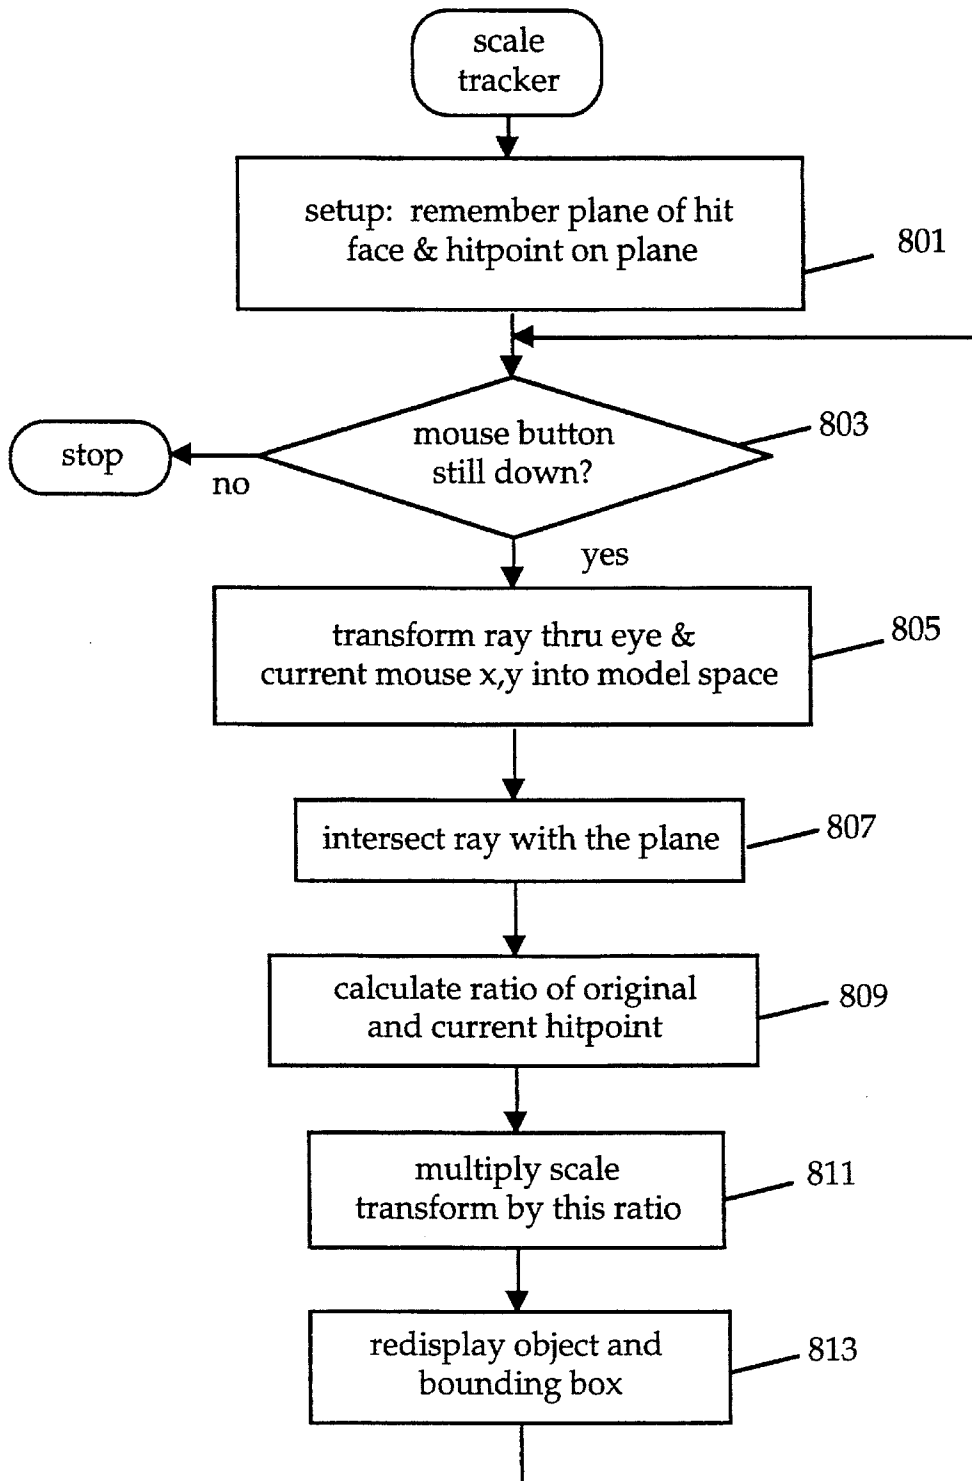 scale
tracker
setup: remember plane of hit
face & hitpoint on plane
801
mouse button
still down?
803
stop
no
yes
transform ray thru eye &
current mouse x,y into model space
805
intersect ray with the plane
807
calculate ratio of original
and current hitpoint
809
multiply scale
transform by this ratio
811
redisplay object and
bounding box
813